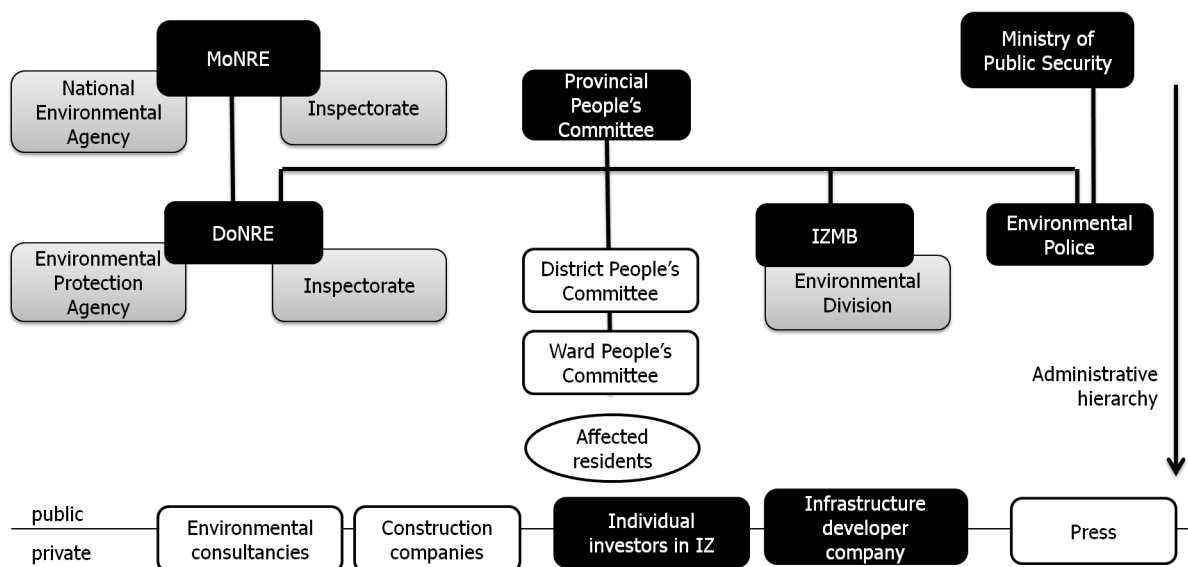 MoNRE
National
Environmental
Agency
Inspectorate
Provincial
People's
Committee
Ministry of
Public Security
DoNRE
Environmental
Protection
Agency
Inspectorate
District People's
Committee
Ward People's
Committee
IZMB
Environmental
Division
Environmental
Police
Administrative
hierarchy
Affected
residents
public
private
Environmental
consultancies
Construction
companies
Individual
investors in IZ
Infrastructure
developer
company
Press